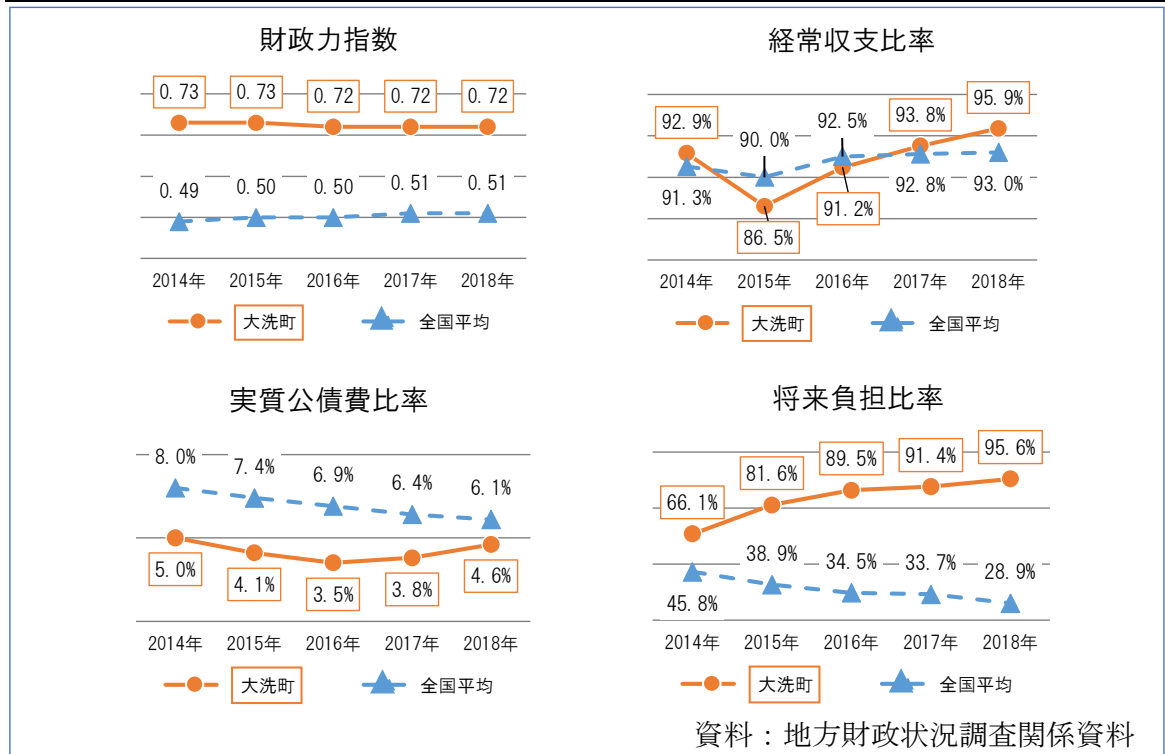 財政力指数
0.73 0.73 0.72 0.72 0.72
0.49 0.50 0.50 0.51 0.51
2014年 2015年 2016年 2017年 2018年
大洗町 全国平均
経常収支比率
92.9% 90.0% 92.5% 93.8% 95.9%
91.3% 86.5% 91.2% 92.8% 93.0%
2014年 2015年 2016年 2017年 2018年
大洗町 全国平均
実質公債費比率
8.0% 7.4% 6.9% 6.4% 6.1%
5.0% 4.1% 3.5% 3.8% 4.6%
2014年 2015年 2016年 2017年 2018年
大洗町 全国平均
将来負担比率
66.1% 81.6% 89.5% 91.4% 95.6%
45.8% 38.9% 34.5% 33.7% 28.9%
2014年 2015年 2016年 2017年 2018年
大洗町 全国平均
資料：地方財政状況調査関係資料